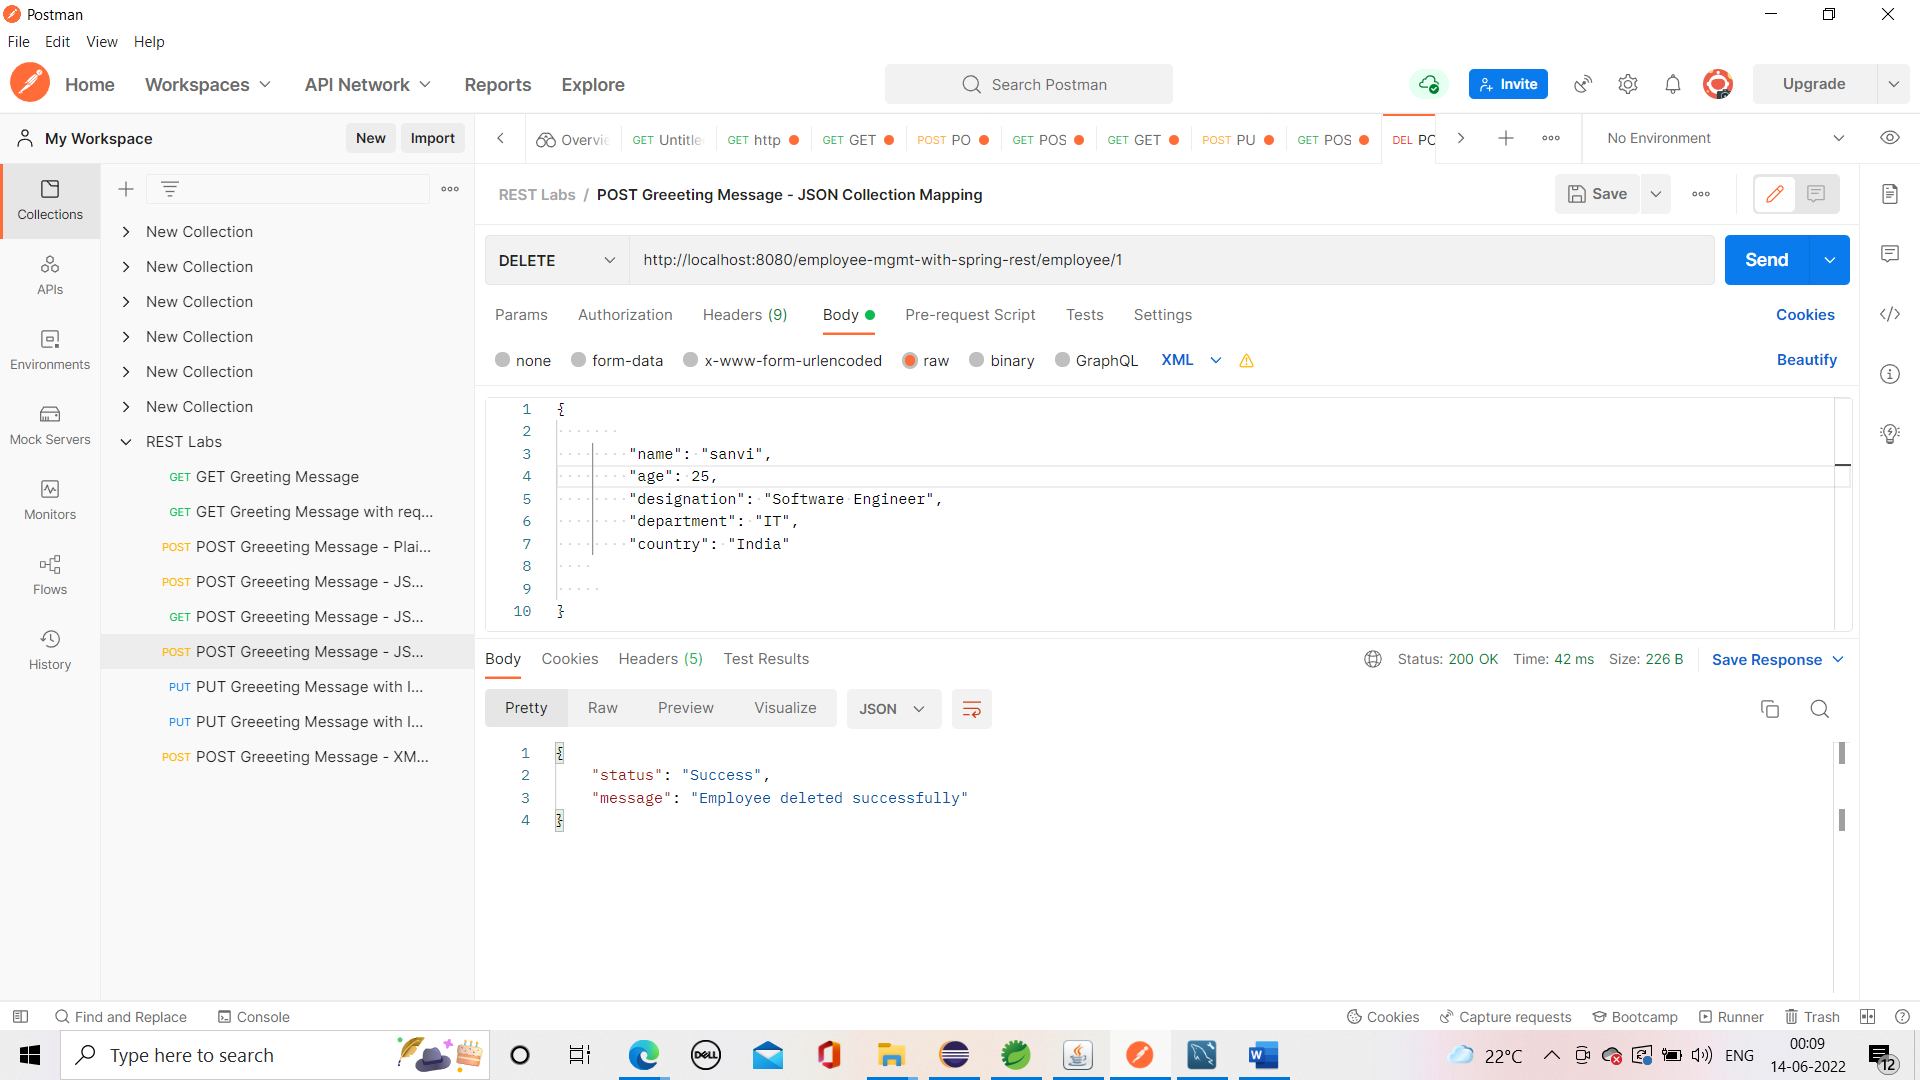 Postman
File Edit View Help
Home Workspaces API Network Reports Explore Search Postman Invite Upgrade
My Workspace New Import Overvie GET Untitle GET http GET GET POST PO GET POS GET GET POST PU GET POS DEL PO No Environment
Collections
APIs
Environments
Mock Servers
Monitors
Flows
History
New Collection
New Collection
New Collection
New Collection
New Collection
New Collection
REST Labs
GET GET Greeting Message
GET GET Greeting Message with req...
POST POST Greeeting Message - Plai...
POST POST Greeeting Message - JS...
GET POST Greeeting Message - JS...
POST POST Greeeting Message - JS...
PUT PUT Greeeting Message with I...
PUT PUT Greeeting Message with I...
POST POST Greeeting Message - XM...
REST Labs / POST Greeeting Message - JSON Collection Mapping Save
DELETE http://localhost:8080/employee-mgmt-with-spring-rest/employee/1 Send
Params Authorization Headers (9) Body Pre-request Script Tests Settings Cookies
none form-data x-www-form-urlencoded raw binary GraphQL XML Beautify
1 {
2
3 "name": "sanvi",
4 "age": 25,
5 "designation": "Software Engineer",
6 "department": "IT",
7 "country": "India"
8
9
10 }
Body Cookies Headers (5) Test Results Status: 200 OK Time: 42 ms Size: 226 B Save Response
Pretty Raw Preview Visualize JSON
1 {
2 "status": "Success",
3 "message": "Employee deleted successfully"
4 }
Find and Replace Console Cookies Capture requests Bootcamp Runner Trash
Type here to search DELL 22°C ENG 00:09
14-06-2022 12